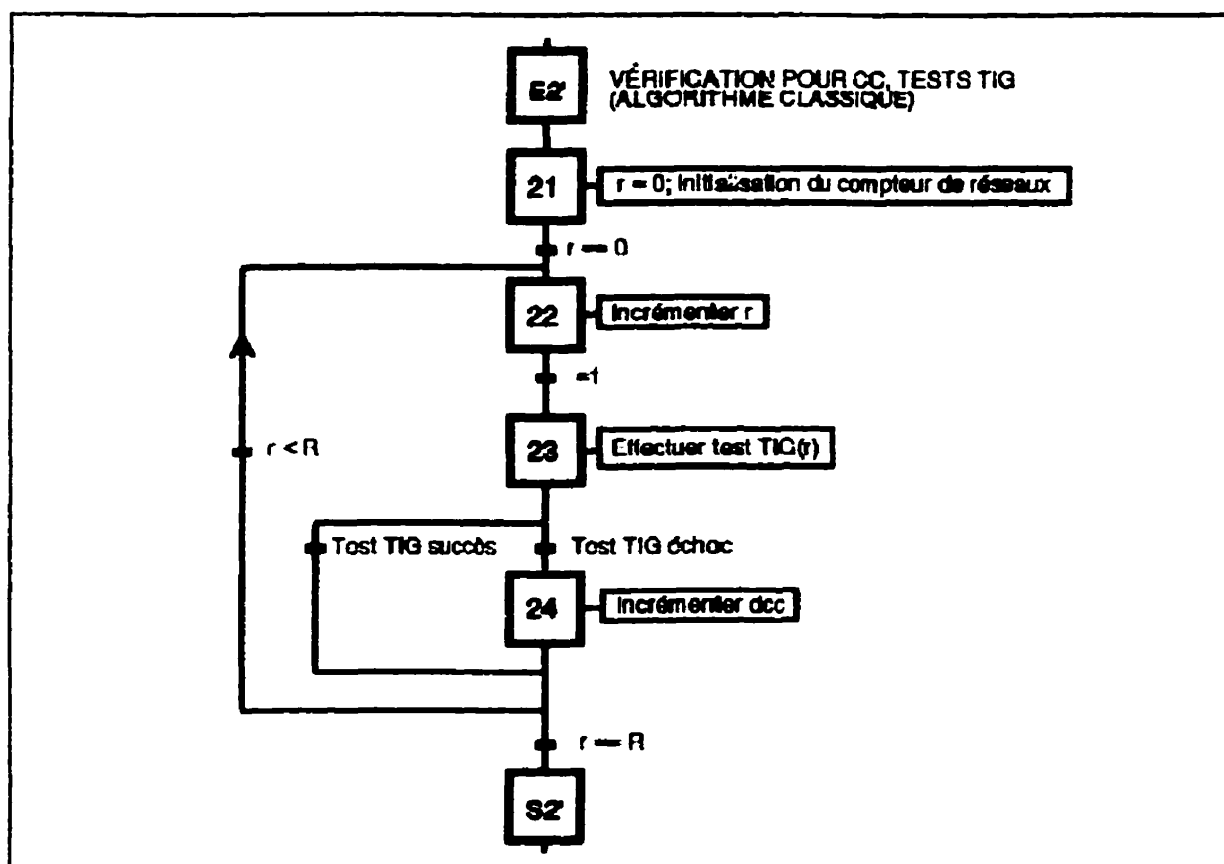 E2'
VÉRIFICATION POUR CC, TESTS TIG
(ALGORITHME CLASSIQUE)
21
r = 0; Initialisation du compteur de réseaux
r == 0
22
Incrémenter r
=1
23
Effectuer test TIG(r)
r < R
Test TIG succès
Test TIG échec
24
Incrémenter dcc
r == R
S2'